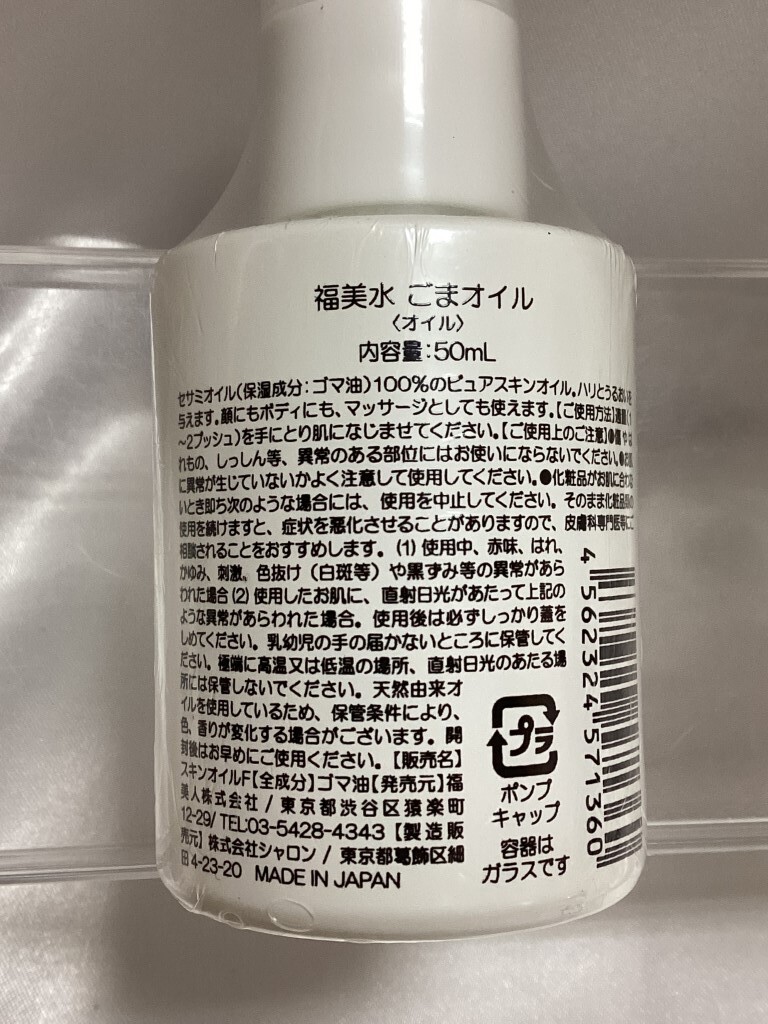 福美水 ごまオイル
〈オイル〉
内容量:50mL
セサミオイル(保湿成分:ゴマ油)100%のピュアスキンオイル。ハリとうるおいを
与えます。顔にもボディにも、マッサージとしても使えます。【ご使用方法】適量(1
～2プッシュ)を手にとり肌になじませてください。【ご使用上のご注意】●傷やは
れもの、しっしん等、異常のある部位にはお使いにならないでください。●お肌
に異常が生じていないかよく注意して使用してください。●化粧品がお肌に合わな
いとき即ち次のような場合には、使用を中止してください。そのまま化粧品類の
使用を続けますと、症状を悪化させることがありますので、皮膚科専門医等にご
相談されることをおすすめします。(1)使用中、赤味、はれ、
かゆみ、刺激、色抜け(白斑等)や黒ずみ等の異常があら
われた場合(2)使用したお肌に、直射日光があたって上記の
ような異常があらわれた場合。使用後は必ずしっかり蓋を
しめてください。乳幼児の手の届かないところに保管してく
ださい。極端に高温又は低温の場所、直射日光のあたる場
所には保管しないでください。天然由来オ
イルを使用しているため、保管条件により、
色、香りが変化する場合がございます。開
封後はお早めにご使用ください。【販売名】
スキンオイルF【全成分】ゴマ油【発売元】福
美人株式会社/東京都渋谷区猿楽町
12-29/TEL:03-5428-4343【製造販
売元】株式会社シャロン/東京都葛飾区細
田4-23-20 MADE IN JAPAN
プラ
ポンプ
キャップ
容器は
ガラスです
4562324571360